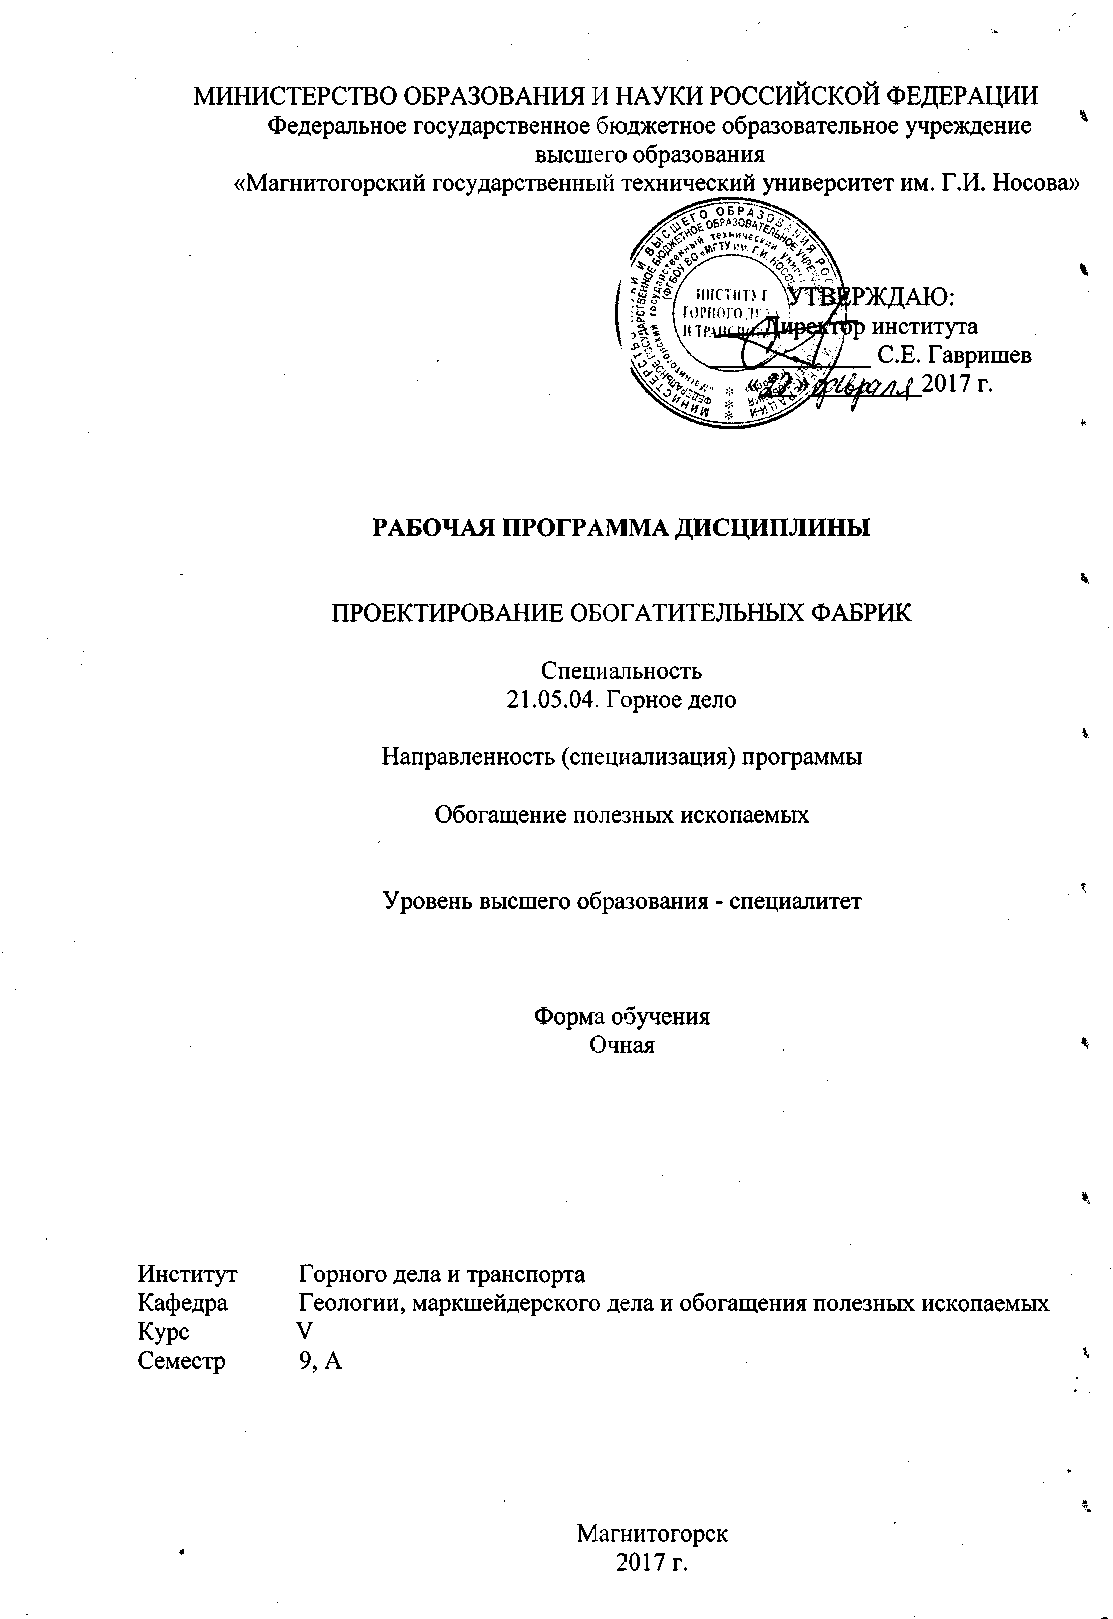 МИНИСТЕРСТВО ОБРАЗОВАНИЯ И НАУКИ РОССИЙСКОЙ ФЕДЕРАЦИИ
Федеральное государственное бюджетное образовательное учреждение
высшего образования
«Магнитогорский государственный технический университет им. Г.И. Носова»
ИНСТИТУТ
ГОРНОГО
УТВЕРЖДАЮ:
Директор института
С.Е. Гавришев
февраля 2017 г.
РАБОЧАЯ ПРОГРАММА ДИСЦИПЛИНЫ
ПРОЕКТИРОВАНИЕ ОБОГАТИТЕЛЬНЫХ ФАБРИК
Специальность
21.05.04. Горное дело
Направленность (специализация) программы
Обогащение полезных ископаемых
Уровень высшего образования - специалитет
Форма обучения
Очная
Институт Горного дела и транспорта
Кафедра Геологии, маркшейдерского дела и обогащения полезных ископаемых
Курс V
Семестр 9, А
Магнитогорск
2017 г.